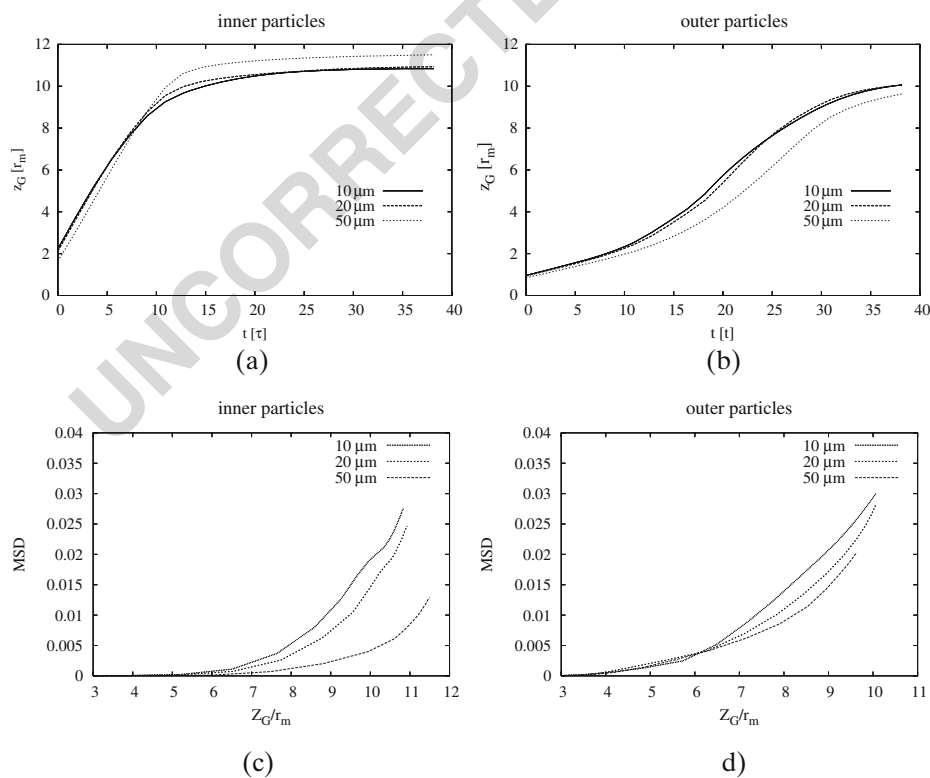 UNCORRECTE
inner particles
z_G [r_m]
12
10
8
6
4
2
0
10 μm
20 μm
50 μm
0 5 10 15 20 25 30 35 40
t [τ]
(a)
outer particles
z_G [r_m]
12
10
8
6
4
2
0
10 μm
20 μm
50 μm
0 5 10 15 20 25 30 35 40
t [t]
(b)
inner particles
MSD
0.04
0.035
0.03
0.025
0.02
0.015
0.01
0.005
0
10 μm
20 μm
50 μm
3 4 5 6 7 8 9 10 11 12
Z_G/r_m
(c)
outer particles
MSD
0.04
0.035
0.03
0.025
0.02
0.015
0.01
0.005
0
10 μm
20 μm
50 μm
3 4 5 6 7 8 9 10 11
Z_G/r_m
d)